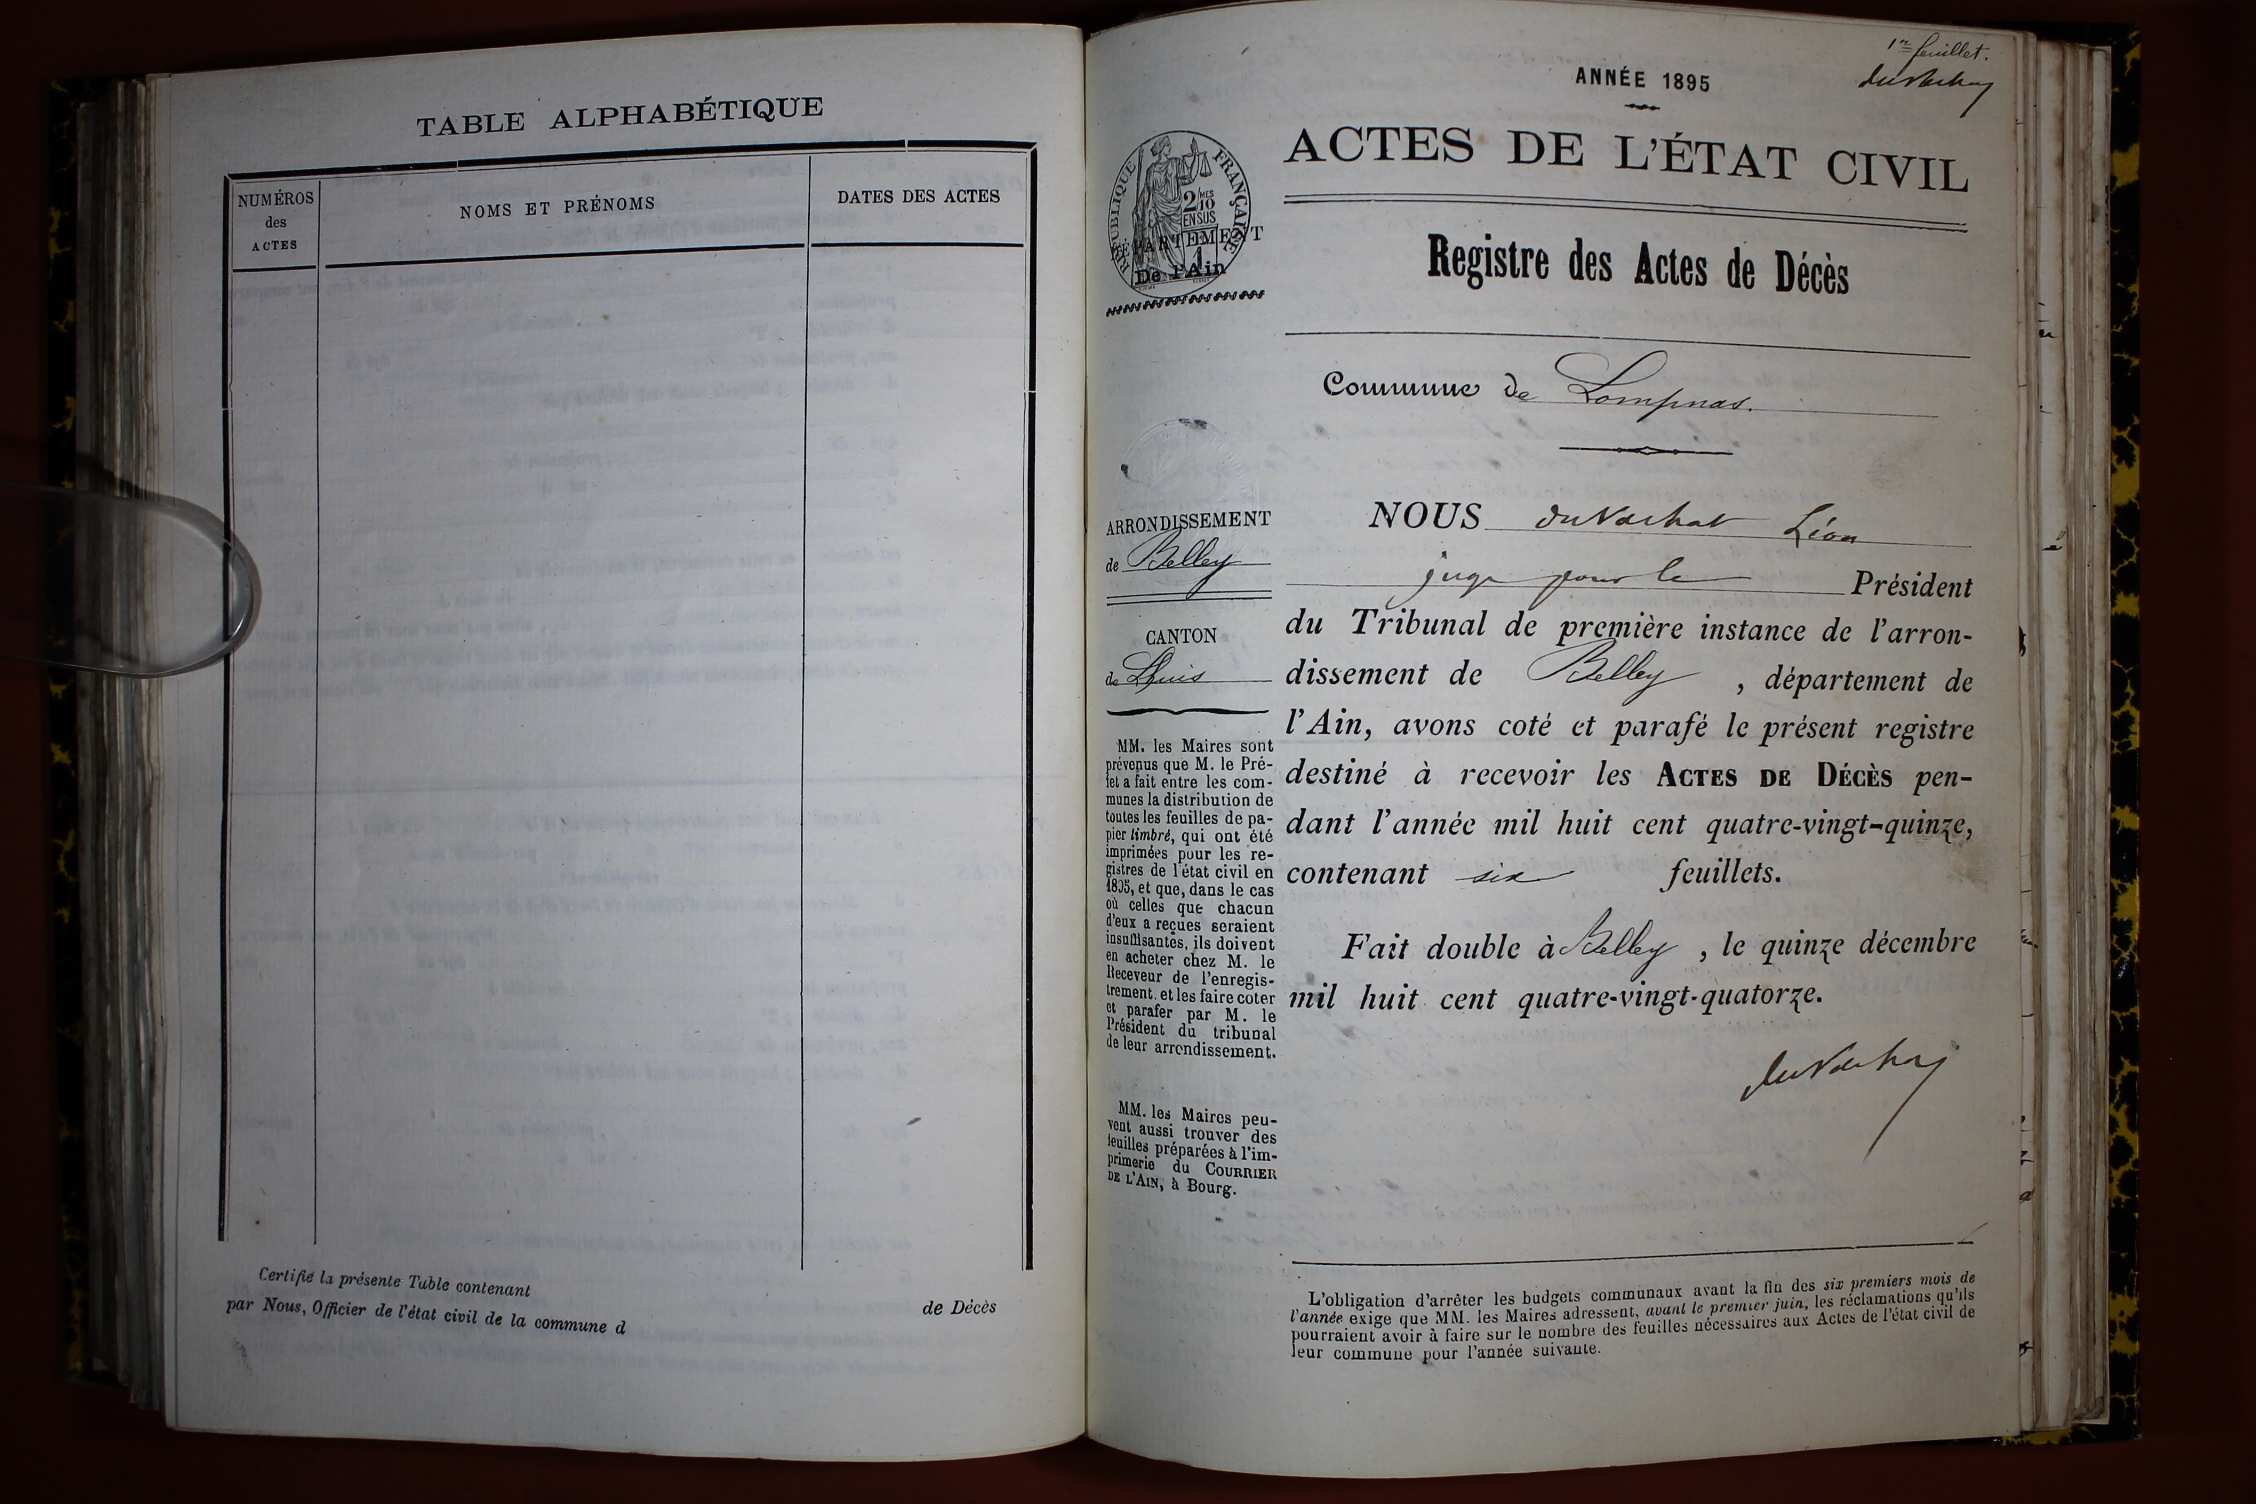 TABLE ALPHABÉTIQUE
NUMÉROS
des
ACTES
NOMS ET PRÉNOMS
DATES DES ACTES
Certifié la présente Table contenant
de Décès
par Nous, Officier de l'état civil de la commune d
1er feuillet.
ANNÉE 1895
ACTES DE L'ÉTAT CIVIL
RÉPUBLIQUE FRANÇAISE
2/10 MES
EN SUS
DÉPARTEMENT
De l'Ain
Registre des Actes de Décès
Commune de Lompnas.
ARRONDISSEMENT
de Belley
CANTON
de Lhuis
MM. les Maires sont
prévenus que M. le Pré-
fet a fait entre les com-
munes la distribution de
toutes les feuilles de pa-
pier timbré, qui ont été
imprimées pour les re-
gistres de l'état civil en
1895, et que, dans le cas
où celles que chacun
d'eux a reçues seraient
insuffisantes, ils doivent
en acheter chez M. le
Receveur de l'enregis-
trement. et les faire coter
et parafer par M. le
Président du tribunal
de leur arrondissement.
MM. les Maires peu-
vent aussi trouver des
feuilles préparées à l'im-
primerie du COURRIER
DE L'AIN, à Bourg.
NOUS duVachat Léon
juge pour le Président
du Tribunal de première instance de l'arron-
dissement de Belley , département de
l'Ain, avons coté et parafé le présent registre
destiné à recevoir les ACTES DE DÉCÈS pen-
dant l'année mil huit cent quatre-vingt-quinze,
contenant six feuillets.
Fait double à Belley , le quinze décembre
mil huit cent quatre-vingt-quatorze.
duVachat
L'obligation d'arrêter les budgets communaux avant la fin des six premiers mois de
l'année exige que MM. les Maires adressent, avant le premier juin, les réclamations qu'ils
pourraient avoir à faire sur le nombre des feuilles nécessaires aux Actes de l'état civil de
leur commune pour l'année suivante.